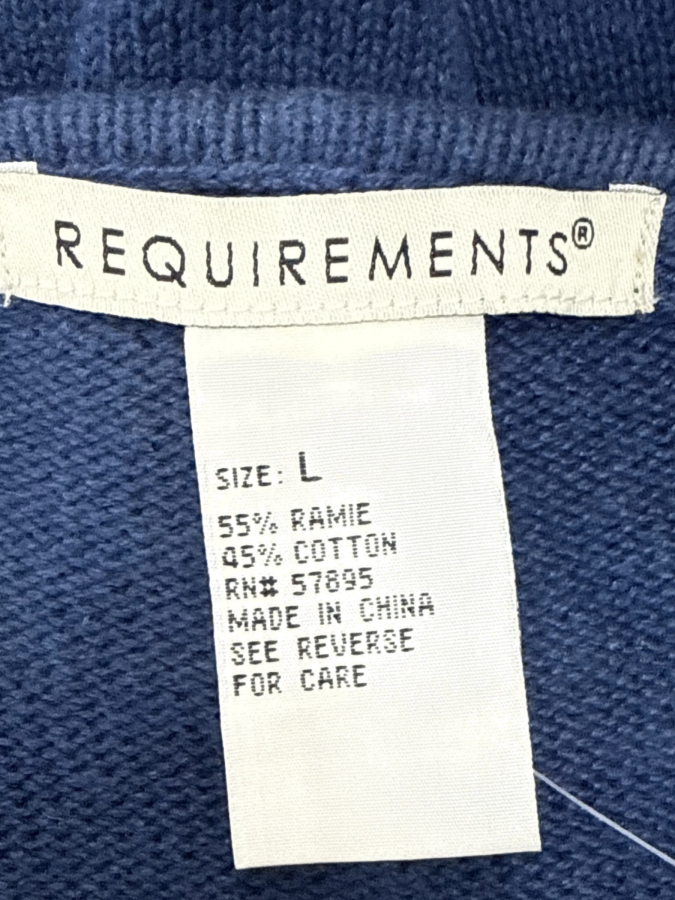 REQUIREMENTS®
SIZE: L
55% RAMIE
45% COTTON
RN# 57895
MADE IN CHINA
SEE REVERSE
FOR CARE